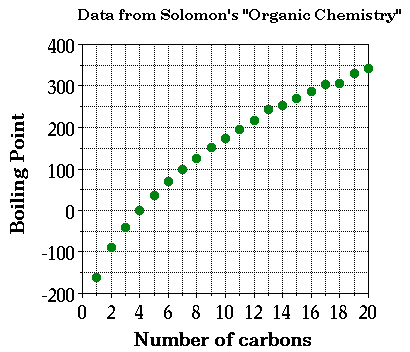 Data from Solomon's "Organic Chemistry"
Boiling Point
400
300
200
100
0
-100
-200
0 2 4 6 8 10 12 14 16 18 20
Number of carbons